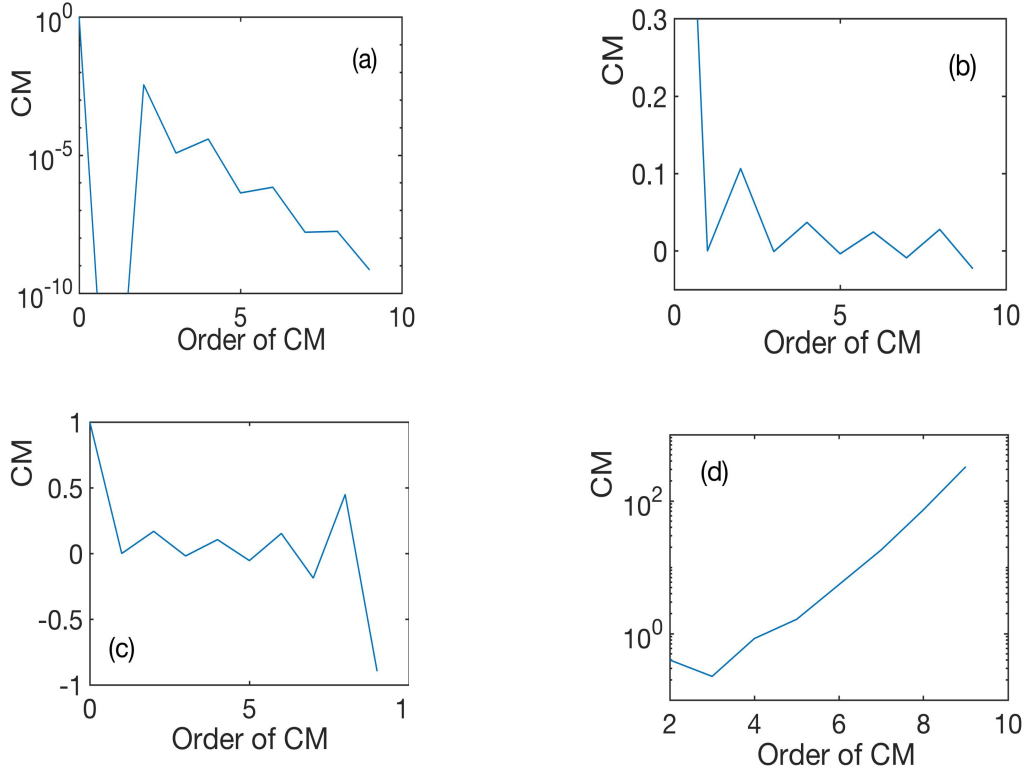 10^0
CM
(a)
10^-5
10^-10
0 5 10
Order of CM
0.3
CM
(b)
0.2
0.1
0
0 5 10
Order of CM
1
CM
0.5
0
-0.5
(c)
-1
0 5 1
Order of CM
CM
(d)
10^2
10^0
2 4 6 8 10
Order of CM